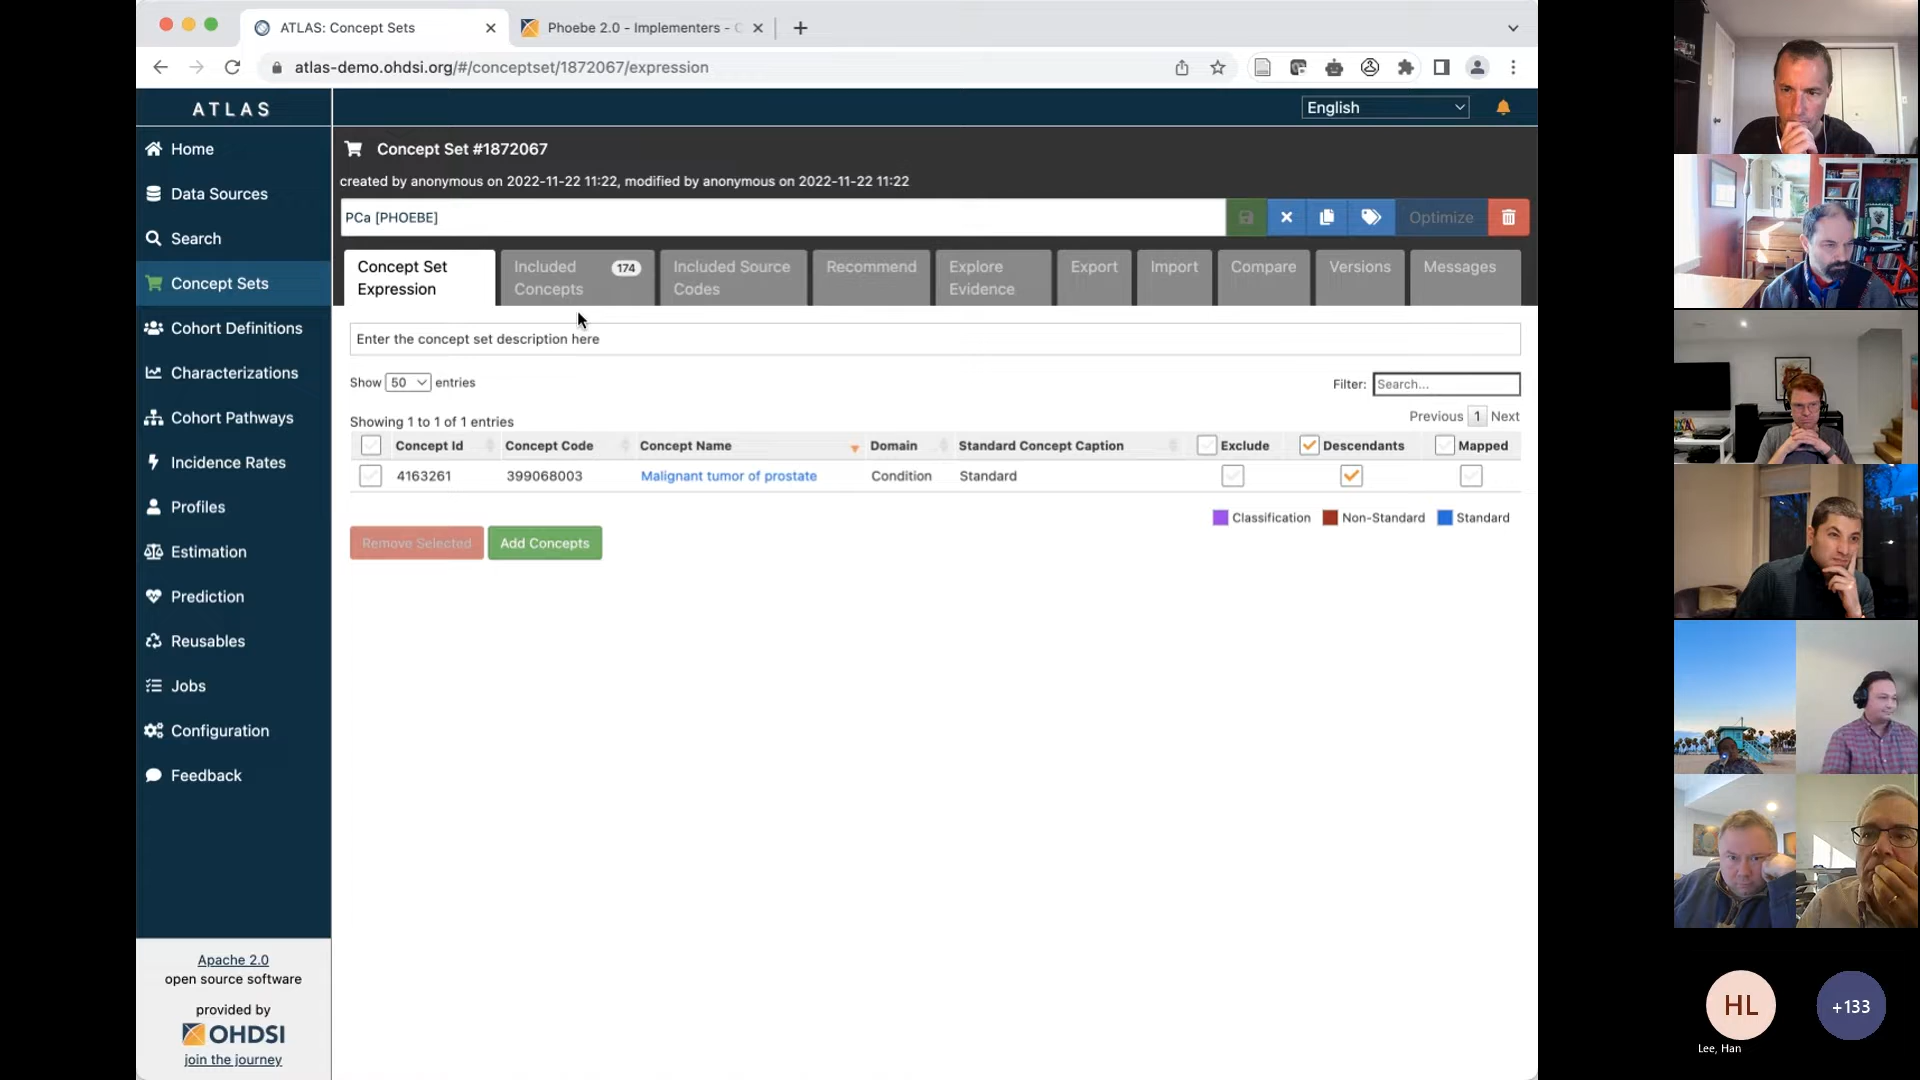 ATLAS: Concept Sets
Phoebe 2.0 - Implementers -
atlas-demo.ohdsi.org/#/conceptset/1872067/expression
ATLAS
English
Home
Data Sources
Search
Concept Sets
Cohort Definitions
Characterizations
Cohort Pathways
Incidence Rates
Profiles
Estimation
Prediction
Reusables
Jobs
Configuration
Feedback
Apache 2.0
open source software
provided by
OHDSI
join the journey
Concept Set #1872067
created by anonymous on 2022-11-22 11:22, modified by anonymous on 2022-11-22 11:22
PCa [PHOEBE]
Optimize
Concept Set Expression
Included Concepts 174
Included Source Codes
Recommend
Explore Evidence
Export
Import
Compare
Versions
Messages
Enter the concept set description here
Show 50 entries
Filter: Search...
Showing 1 to 1 of 1 entries
Previous 1 Next
Concept Id Concept Code Concept Name Domain Standard Concept Caption Exclude Descendants Mapped
4163261 399068003 Malignant tumor of prostate Condition Standard
Classification Non-Standard Standard
Remove Selected Add Concepts
HL
+133
Lee, Han